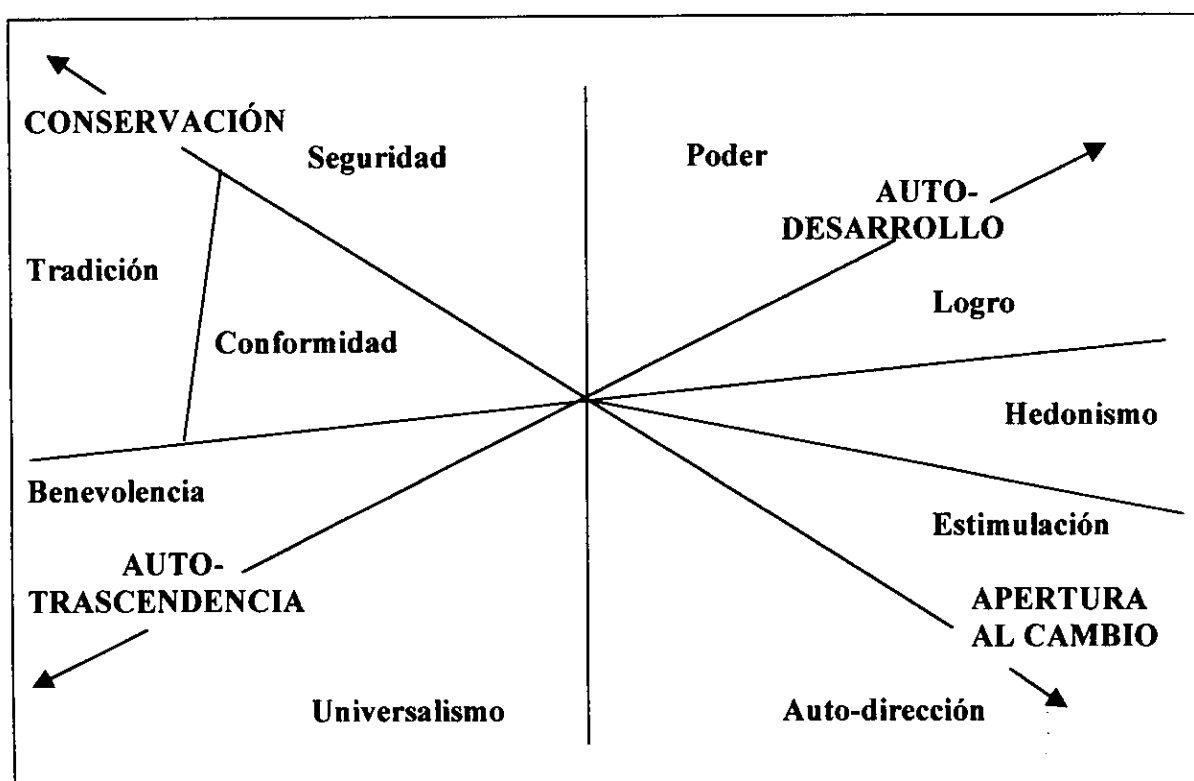 CONSERVACIÓN
Seguridad
Poder
AUTO-
DESARROLLO
Tradición
Logro
Conformidad
Hedonismo
Benevolencia
Estimulación
AUTO-
TRASCENDENCIA
APERTURA
AL CAMBIO
Universalismo
Auto-dirección